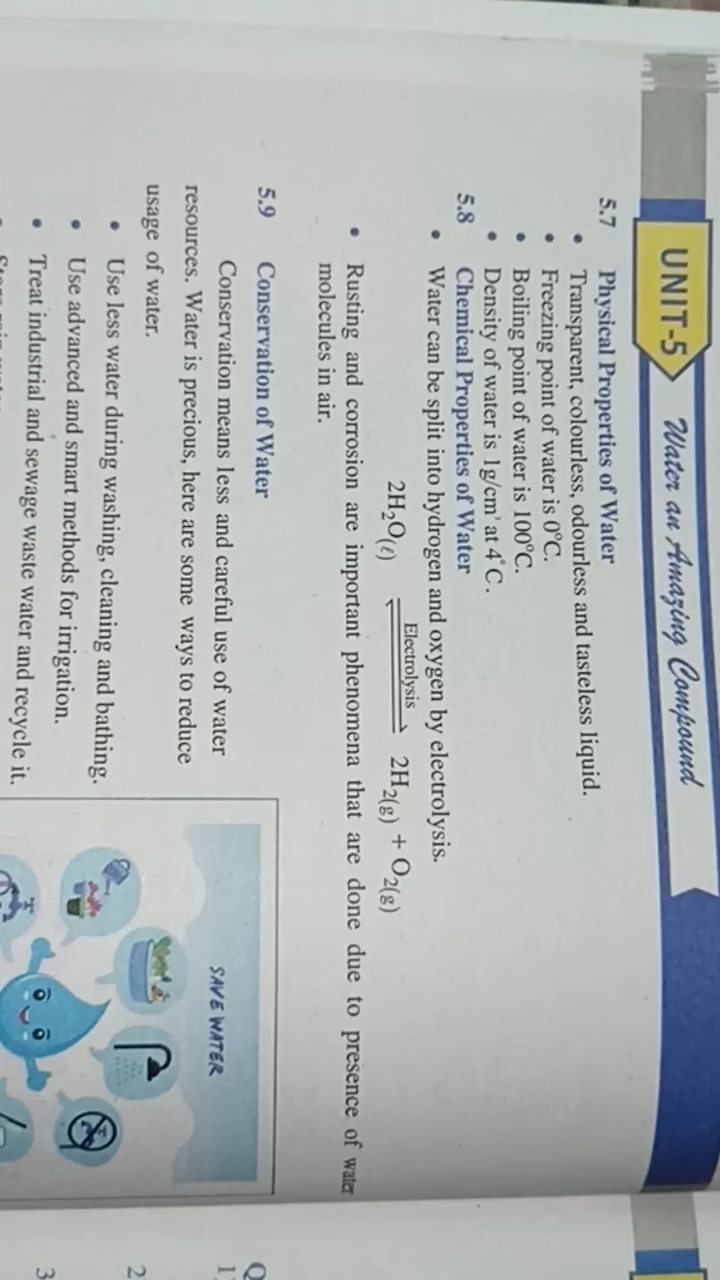 UNIT-5 Water an Amazing Compound
5.7 Physical Properties of Water
• Transparent, colourless, odourless and tasteless liquid.
• Freezing point of water is 0°C.
• Boiling point of water is 100°C.
• Density of water is 1g/cm³ at 4°C.
5.8 Chemical Properties of Water
• Water can be split into hydrogen and oxygen by electrolysis.
2H₂O(ℓ) ⇌ 2H₂(g) + O₂(g)
Electrolysis
• Rusting and corrosion are important phenomena that are done due to presence of water
molecules in air.
5.9 Conservation of Water
Conservation means less and careful use of water
resources. Water is precious, here are some ways to reduce
usage of water.
• Use less water during washing, cleaning and bathing.
• Use advanced and smart methods for irrigation.
• Treat industrial and sewage waste water and recycle it.
SAVE WATER
Q
1)
2
3